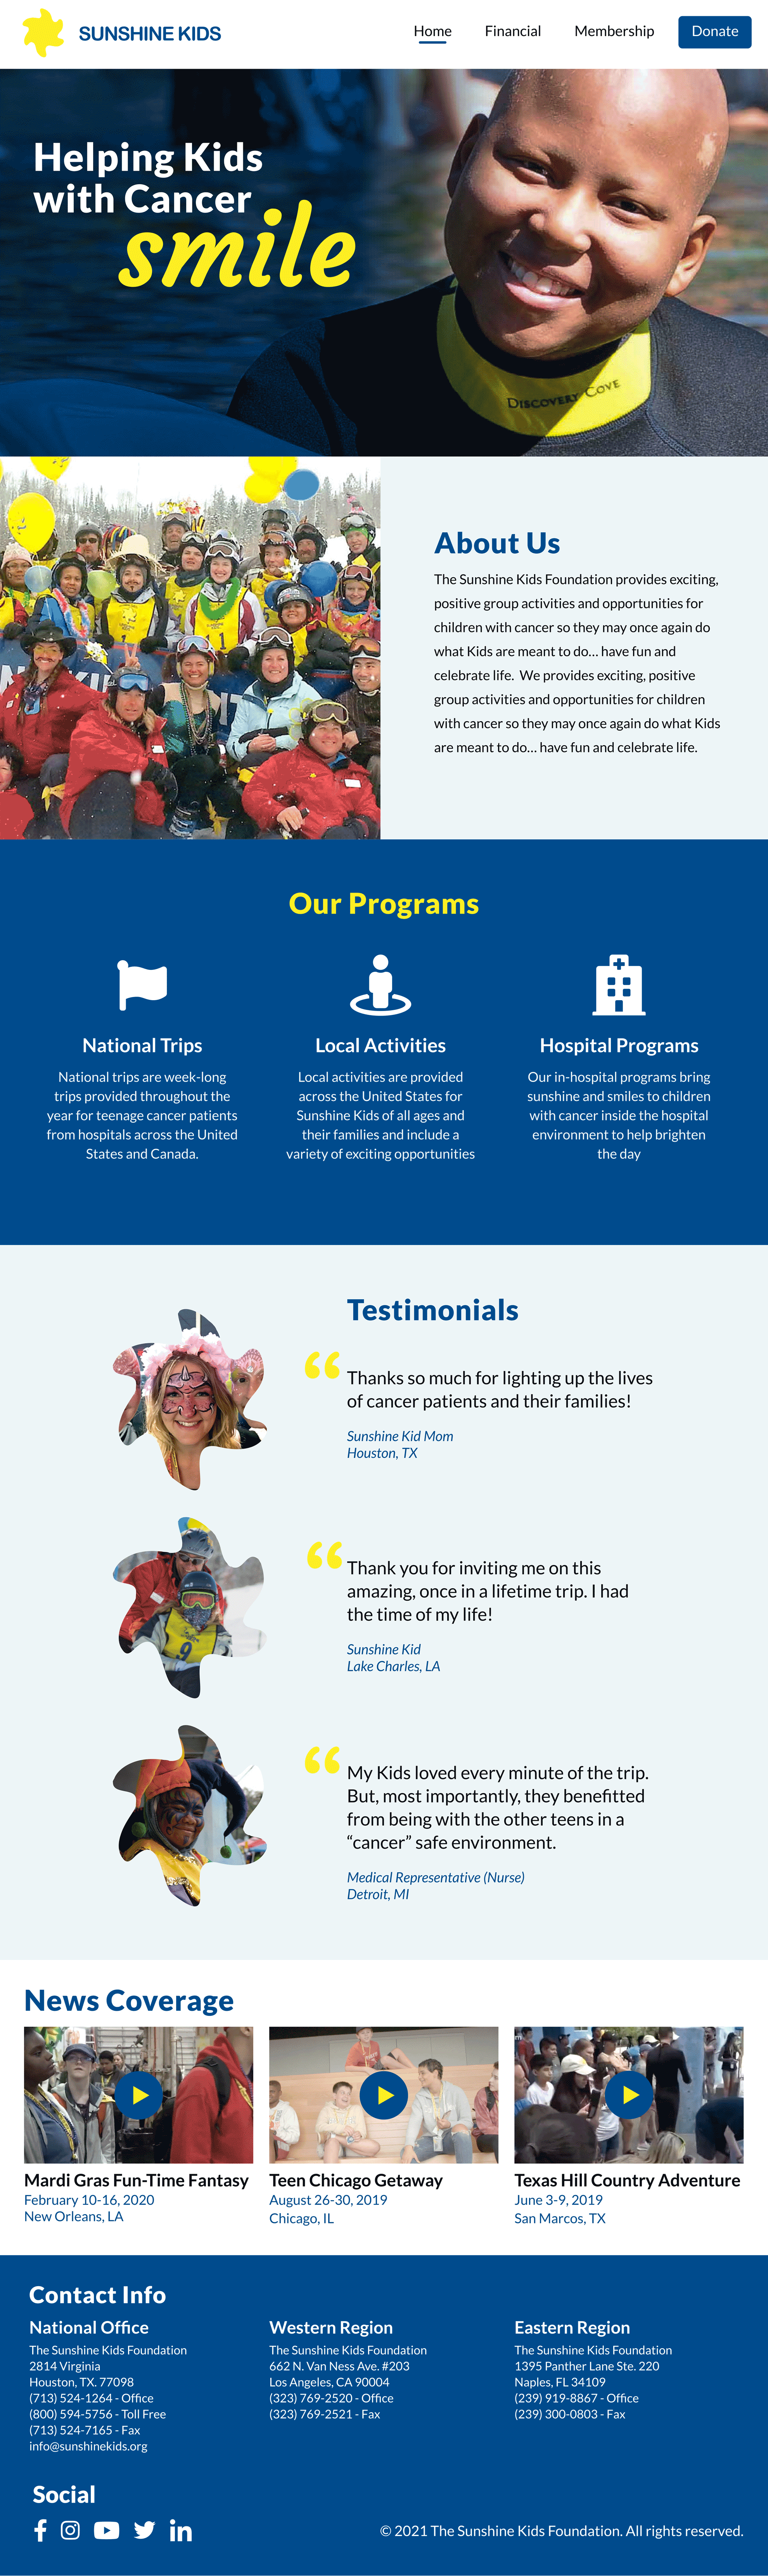 SUNSHINE KIDS
Home
Financial
Membership
Donate
Helping Kids
with Cancer
smile
DISCOVERY COVE
About Us
The Sunshine Kids Foundation provides exciting,
positive group activities and opportunities for
children with cancer so they may once again do
what Kids are meant to do... have fun and
celebrate life.  We provides exciting, positive
group activities and opportunities for children
with cancer so they may once again do what Kids
are meant to do... have fun and celebrate life.
Our Programs
National Trips
National trips are week-long
trips provided throughout the
year for teenage cancer patients
from hospitals across the United
States and Canada.
Local Activities
Local activities are provided
across the United States for
Sunshine Kids of all ages and
their families and include a
variety of exciting opportunities
Hospital Programs
Our in-hospital programs bring
sunshine and smiles to children
with cancer inside the hospital
environment to help brighten
the day
Testimonials
“
Thanks so much for lighting up the lives
of cancer patients and their families!
Sunshine Kid Mom
Houston, TX
“
Thank you for inviting me on this
amazing, once in a lifetime trip. I had
the time of my life!
Sunshine Kid
Lake Charles, LA
9
“
My Kids loved every minute of the trip.
But, most importantly, they benefitted
from being with the other teens in a
“cancer” safe environment.
Medical Representative (Nurse)
Detroit, MI
News Coverage
Mardi Gras Fun-Time Fantasy
February 10-16, 2020
New Orleans, LA
Teen Chicago Getaway
August 26-30, 2019
Chicago, IL
Texas Hill Country Adventure
June 3-9, 2019
San Marcos, TX
Contact Info
National Office
The Sunshine Kids Foundation
2814 Virginia
Houston, TX. 77098
(713) 524-1264 - Office
(800) 594-5756 - Toll Free
(713) 524-7165 - Fax
info@sunshinekids.org
Western Region
The Sunshine Kids Foundation
662 N. Van Ness Ave. #203
Los Angeles, CA 90004
(323) 769-2520 - Office
(323) 769-2521 - Fax
Eastern Region
The Sunshine Kids Foundation
1395 Panther Lane Ste. 220
Naples, FL 34109
(239) 919-8867 - Office
(239) 300-0803 - Fax
Social
© 2021 The Sunshine Kids Foundation. All rights reserved.